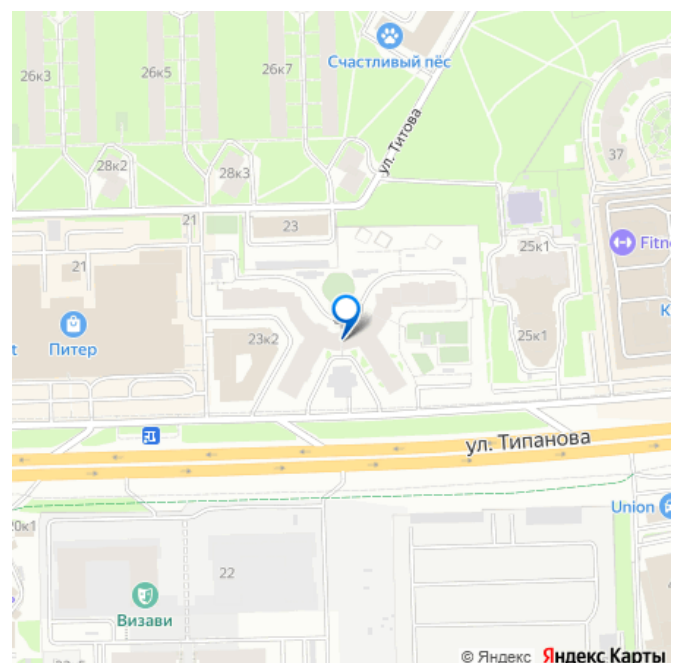 Счастливый пёс
26к3
26к5
26к7
ул. Титова
28к2
28к3
37
21
23
25к1
Fitne
21
К
Питер
23к2
25к1
ул. Типанова
Union
20к1
22
Визави
© Яндекс Яндекс Карты